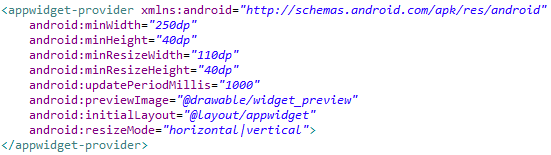 <appwidget-provider xmlns:android="http://schemas.android.com/apk/res/android"
android:minWidth="250dp"
android:minHeight="40dp"
android:minResizeWidth="110dp"
android:minResizeHeight="40dp"
android:updatePeriodMillis="1000"
android:previewImage="@drawable/widget_preview"
android:initialLayout="@layout/appwidget"
android:resizeMode="horizontal|vertical">
</appwidget-provider>